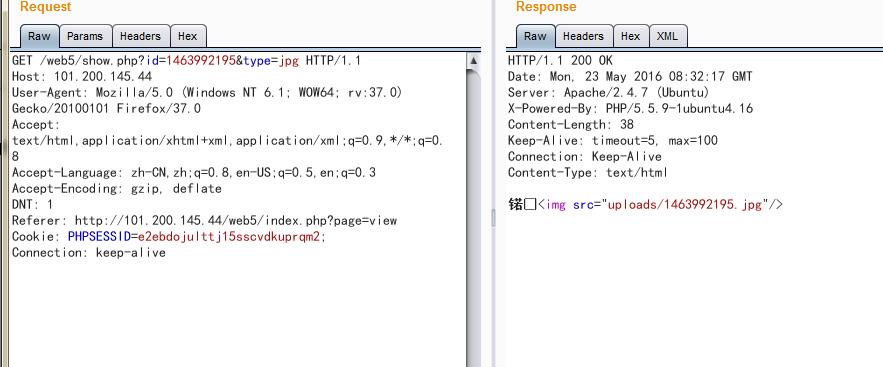 Request
Raw Params Headers Hex
GET /web5/show.php?id=1463992195&type=jpg HTTP/1.1
Host: 101.200.145.44
User-Agent: Mozilla/5.0 (Windows NT 6.1; WOW64; rv:37.0)
Gecko/20100101 Firefox/37.0
Accept:
text/html,application/xhtml+xml,application/xml;q=0.9,*/*;q=0.
8
Accept-Language: zh-CN,zh;q=0.8,en-US;q=0.5,en;q=0.3
Accept-Encoding: gzip, deflate
DNT: 1
Referer: http://101.200.145.44/web5/index.php?page=view
Cookie: PHPSESSID=e2ebdojulttj15sscvdkuprqm2;
Connection: keep-alive
Response
Raw Headers Hex XML
HTTP/1.1 200 OK
Date: Mon, 23 May 2016 08:32:17 GMT
Server: Apache/2.4.7 (Ubuntu)
X-Powered-By: PHP/5.5.9-1ubuntu4.16
Content-Length: 38
Keep-Alive: timeout=5, max=100
Connection: Keep-Alive
Content-Type: text/html
锘□<img src="uploads/1463992195.jpg"/>